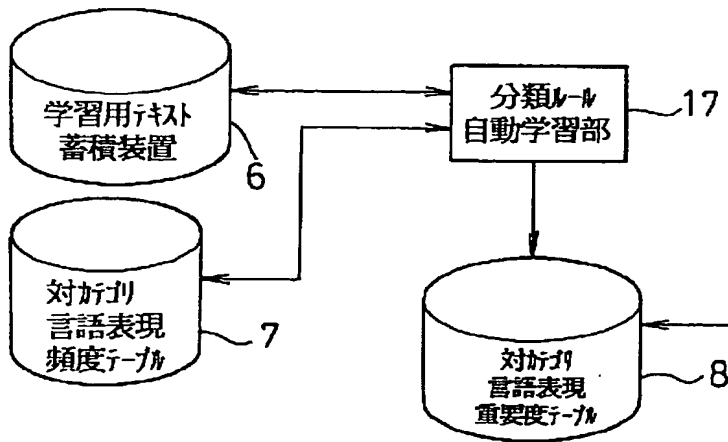 学習用ﾃｷｽﾄ
蓄積装置
6
分類ﾙｰﾙ
自動学習部
17
対ｶﾃｺﾞﾘ
言語表現
頻度ﾃｰﾌﾞﾙ
7
対ｶﾃｺﾞﾘ
言語表現
重要度ﾃｰﾌﾞﾙ
8